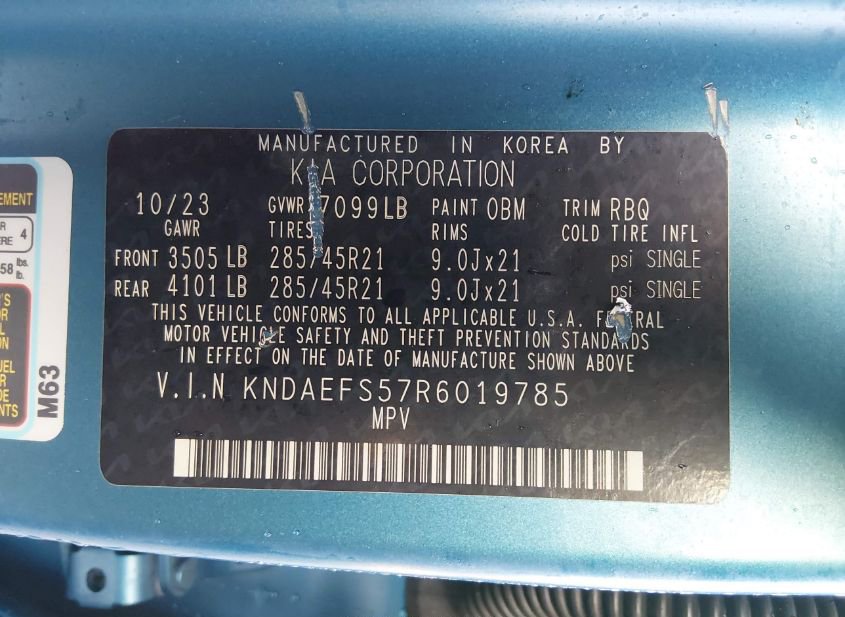 MANUFACTURED IN KOREA BY
KIA CORPORATION
10/23 GVWR 7099LB PAINT OBM TRIM RBQ
GAWR TIRES RIMS COLD TIRE INFL
FRONT 3505 LB 285/45R21 9.0Jx21 psi SINGLE
REAR 4101 LB 285/45R21 9.0Jx21 psi SINGLE
THIS VEHICLE CONFORMS TO ALL APPLICABLE U.S.A. FEDERAL
MOTOR VEHICLE SAFETY AND THEFT PREVENTION STANDARDS
IN EFFECT ON THE DATE OF MANUFACTURE SHOWN ABOVE
V.I.N KNDAEFS57R6019785
MPV
4
lbs.
lb.
M63